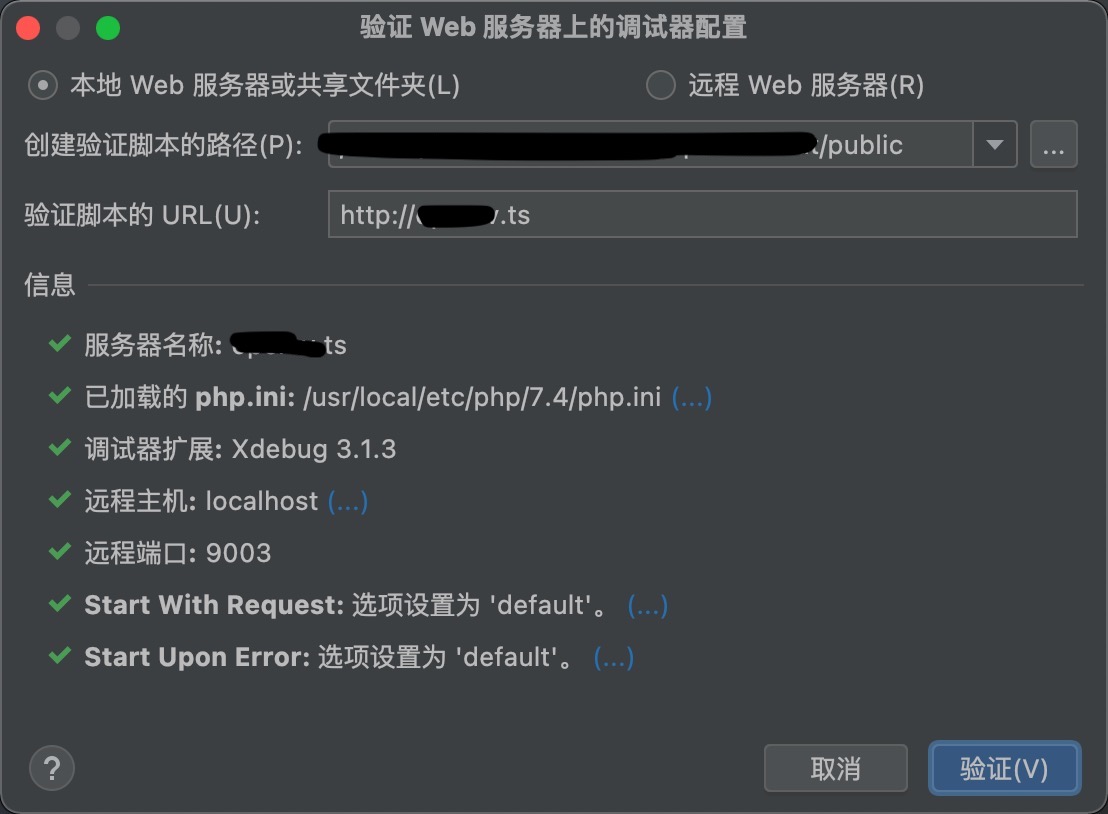 验证 Web 服务器上的调试器配置
本地 Web 服务器或共享文件夹(L)
远程 Web 服务器(R)
创建验证脚本的路径(P): /public
...
验证脚本的 URL(U): http:// .ts
信息
服务器名称: ts
已加载的 php.ini: /usr/local/etc/php/7.4/php.ini (...)
调试器扩展: Xdebug 3.1.3
远程主机: localhost (...)
远程端口: 9003
Start With Request: 选项设置为 'default'。 (...)
Start Upon Error: 选项设置为 'default'。 (...)
?
取消
验证(V)